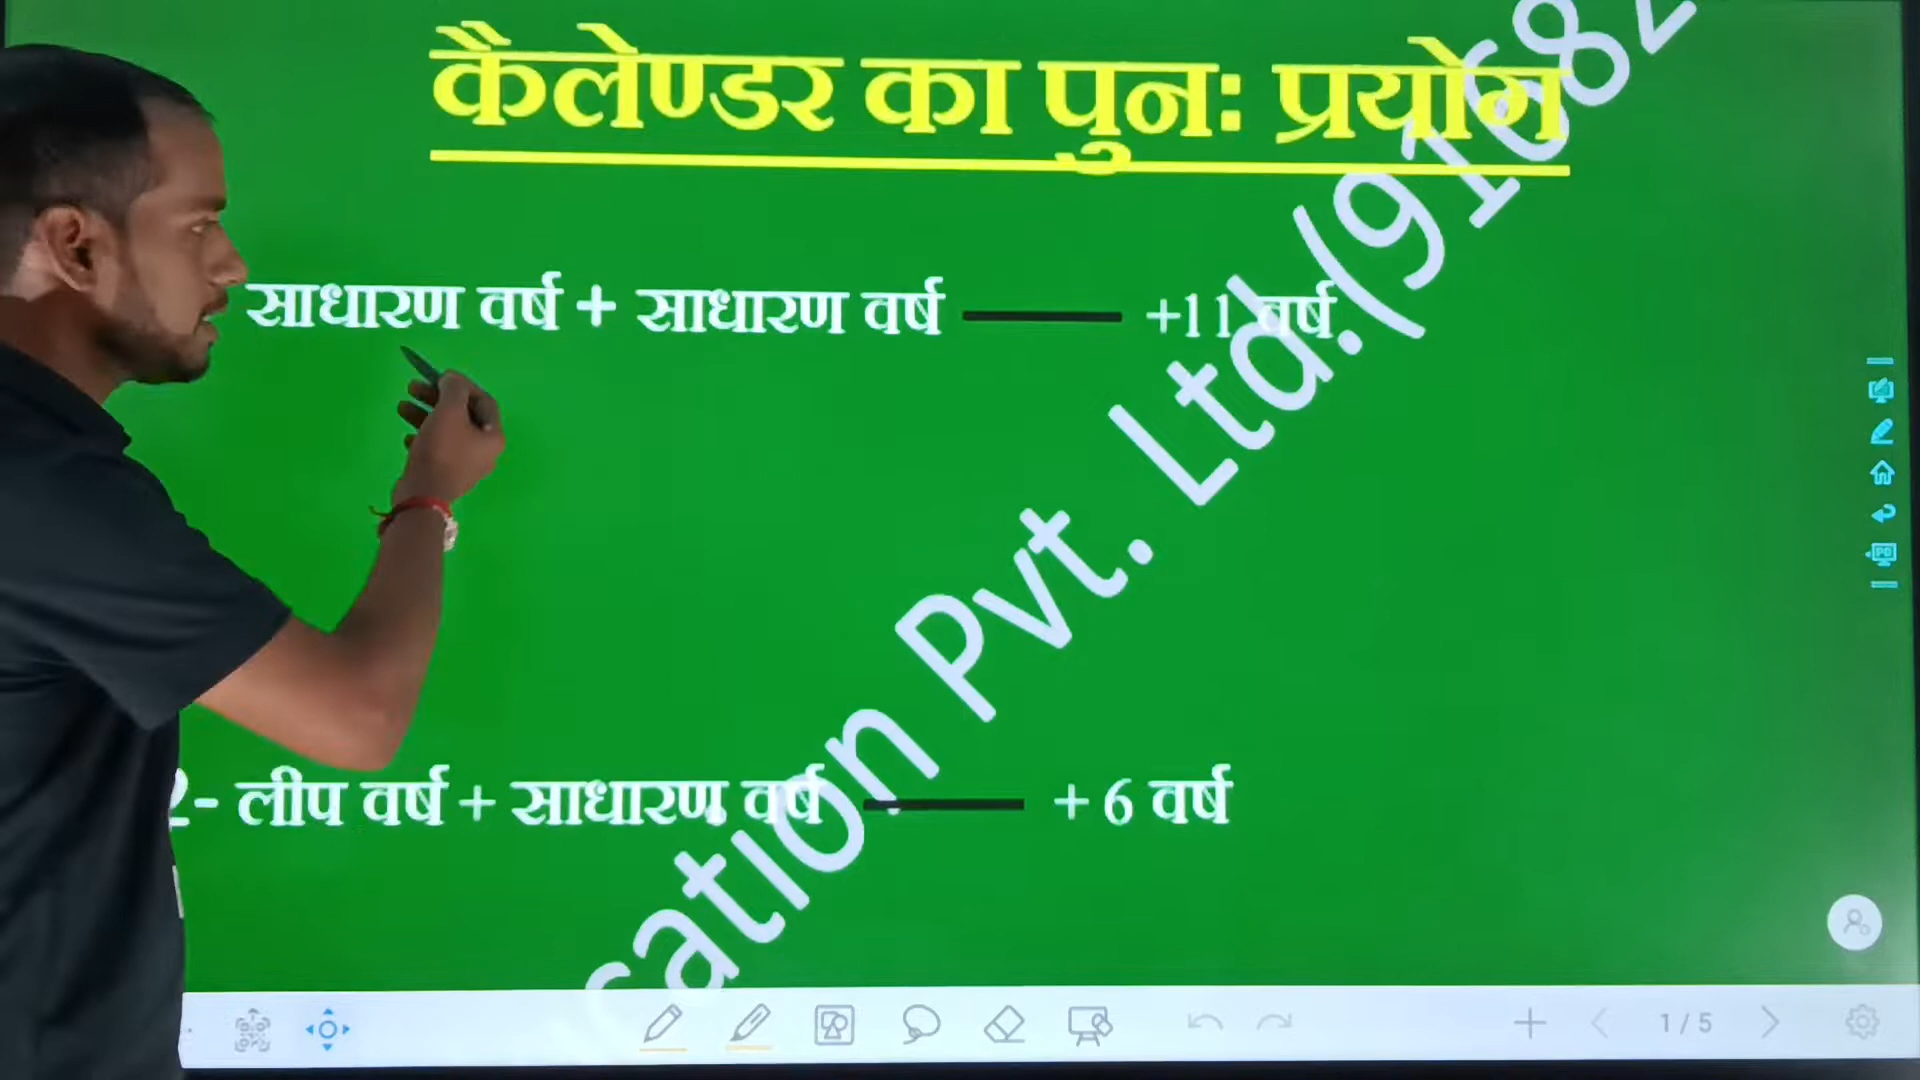 कैलेण्डर का पुनः प्रयोग
साधारण वर्ष + साधारण वर्ष —— +11 वर्ष
2- लीप वर्ष + साधारण वर्ष —— + 6 वर्ष
cation Pvt. Ltd.(91682
1 / 5